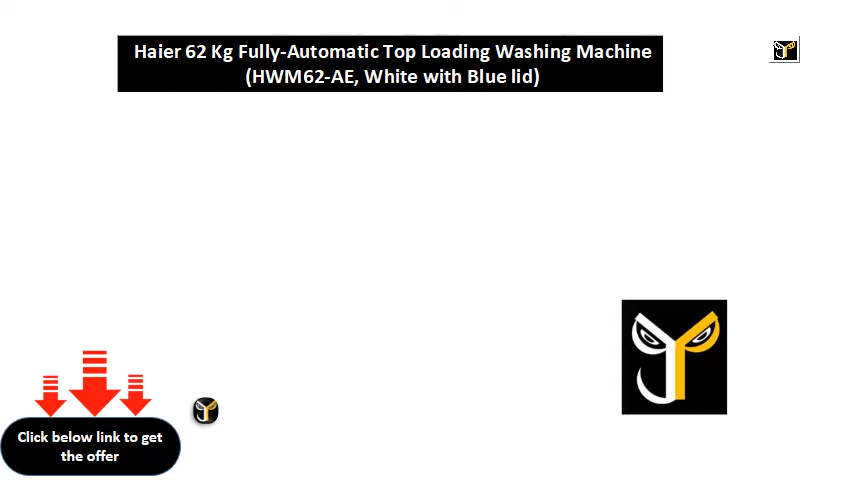 Haier 62 Kg Fully-Automatic Top Loading Washing Machine
(HWM62-AE, White with Blue lid)
Click below link to get
the offer